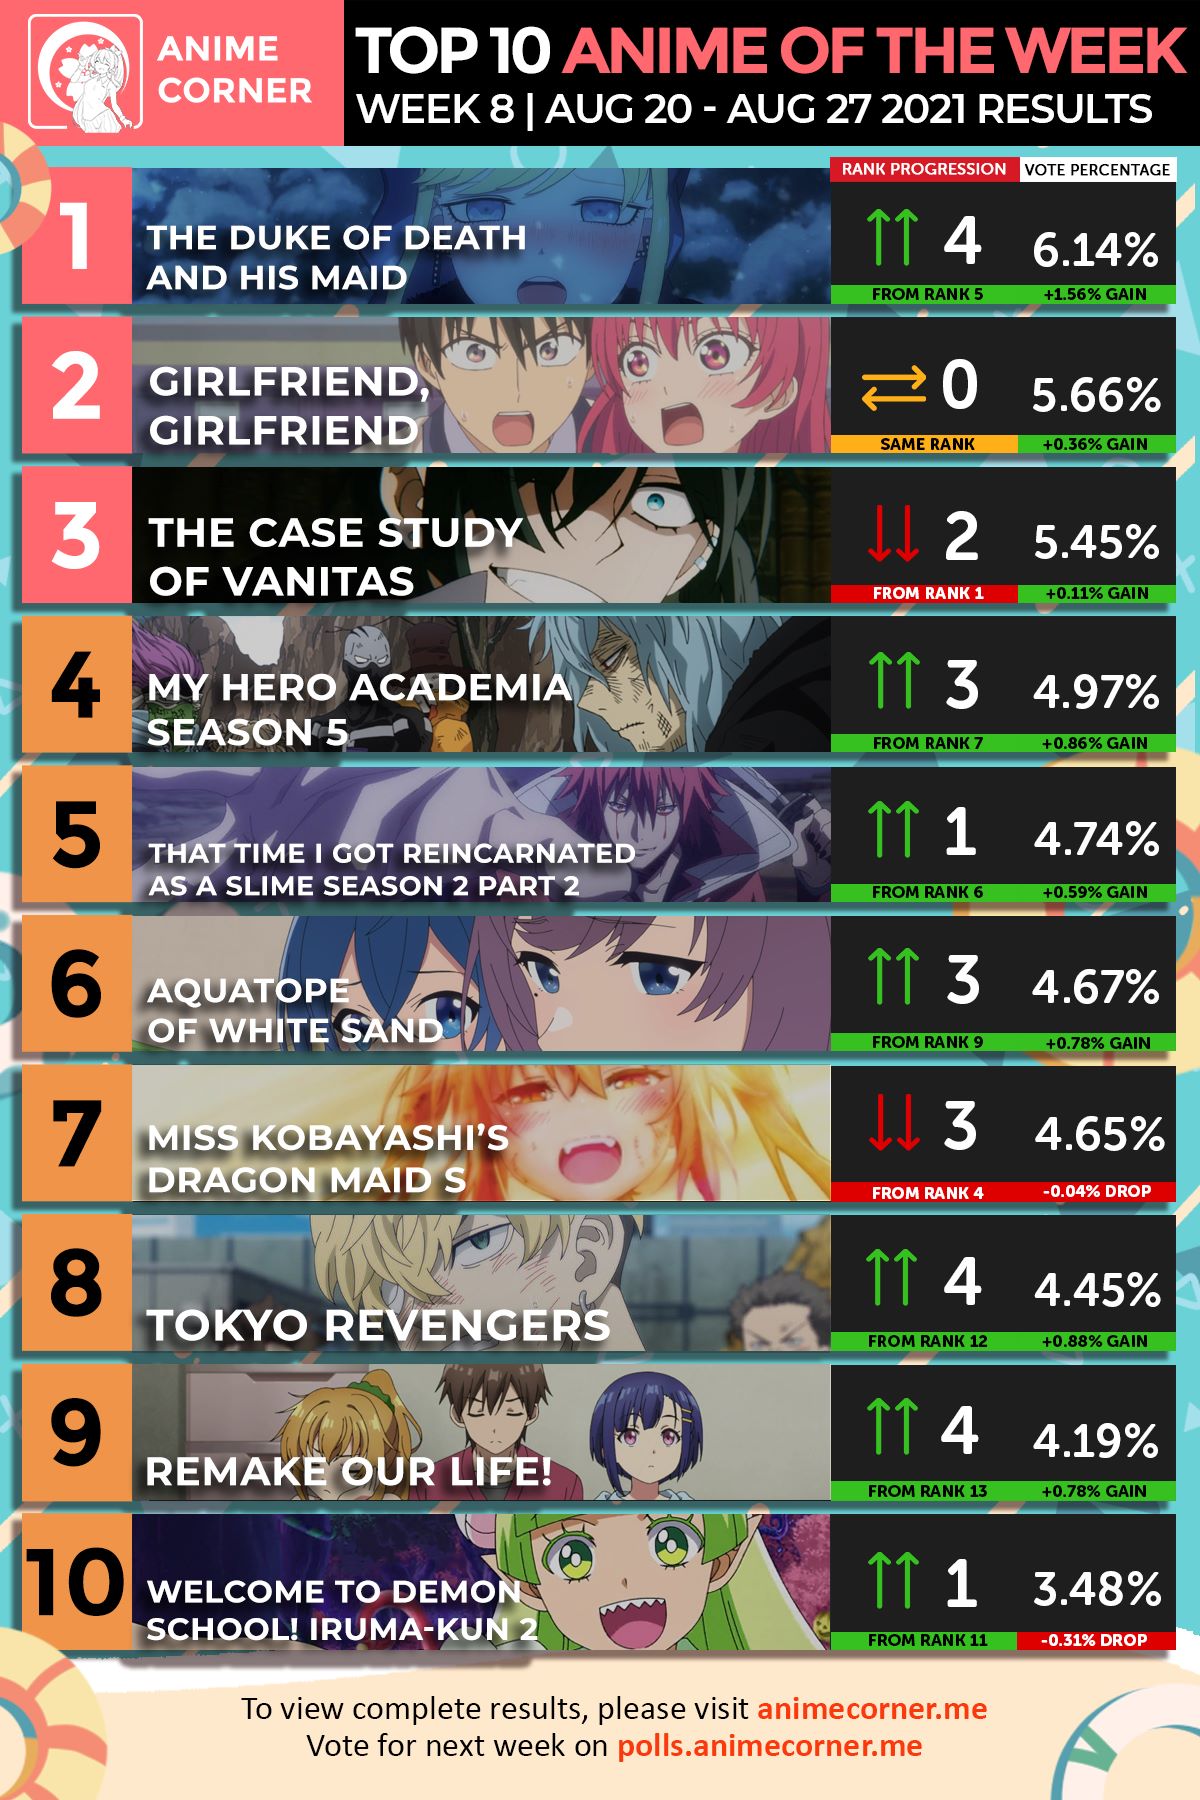 ANIME
CORNER
TOP 10 ANIME OF THE WEEK
WEEK 8 | AUG 20 - AUG 27 2021 RESULTS
RANK PROGRESSION
VOTE PERCENTAGE
1
THE DUKE OF DEATH
AND HIS MAID
4
6.14%
FROM RANK 5
+1.56% GAIN
2
GIRLFRIEND,
GIRLFRIEND
0
5.66%
SAME RANK
+0.36% GAIN
3
THE CASE STUDY
OF VANITAS
2
5.45%
FROM RANK 1
+0.11% GAIN
4
MY HERO ACADEMIA
SEASON 5
3
4.97%
FROM RANK 7
+0.86% GAIN
5
THAT TIME I GOT REINCARNATED
AS A SLIME SEASON 2 PART 2
1
4.74%
FROM RANK 6
+0.59% GAIN
6
AQUATOPE
OF WHITE SAND
3
4.67%
FROM RANK 9
+0.78% GAIN
7
MISS KOBAYASHI'S
DRAGON MAID S
3
4.65%
FROM RANK 4
-0.04% DROP
8
TOKYO REVENGERS
4
4.45%
FROM RANK 12
+0.88% GAIN
9
REMAKE OUR LIFE!
4
4.19%
FROM RANK 13
+0.78% GAIN
10
WELCOME TO DEMON
SCHOOL! IRUMA-KUN 2
1
3.48%
FROM RANK 11
-0.31% DROP
To view complete results, please visit animecorner.me
Vote for next week on polls.animecorner.me